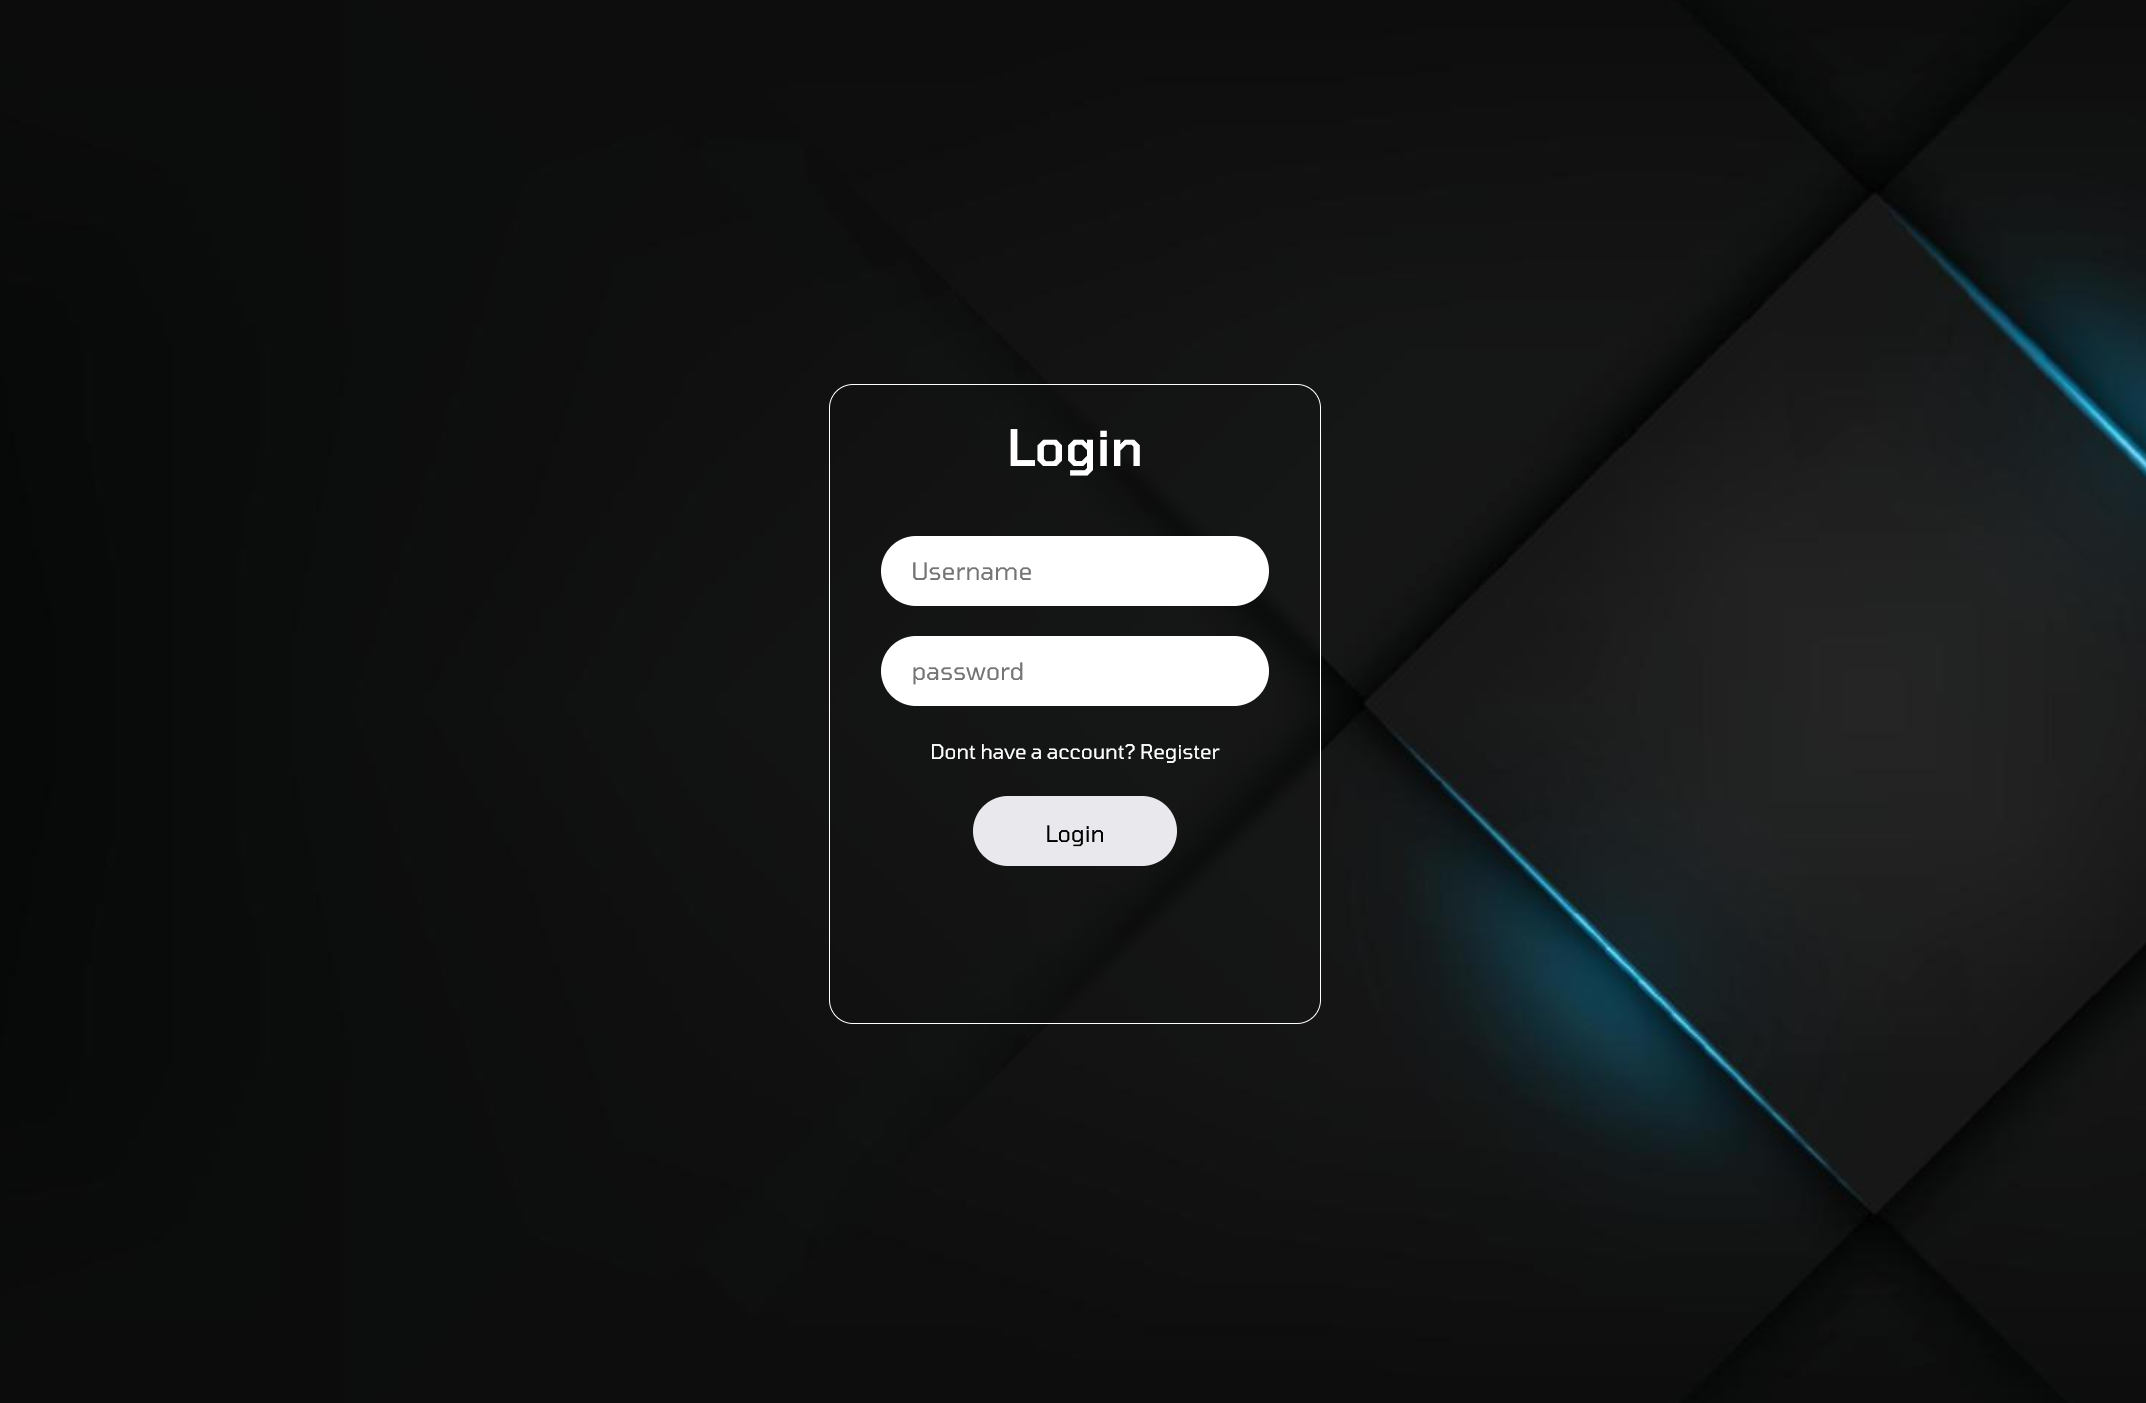 Login
Username
password
Dont have a account? Register
Login